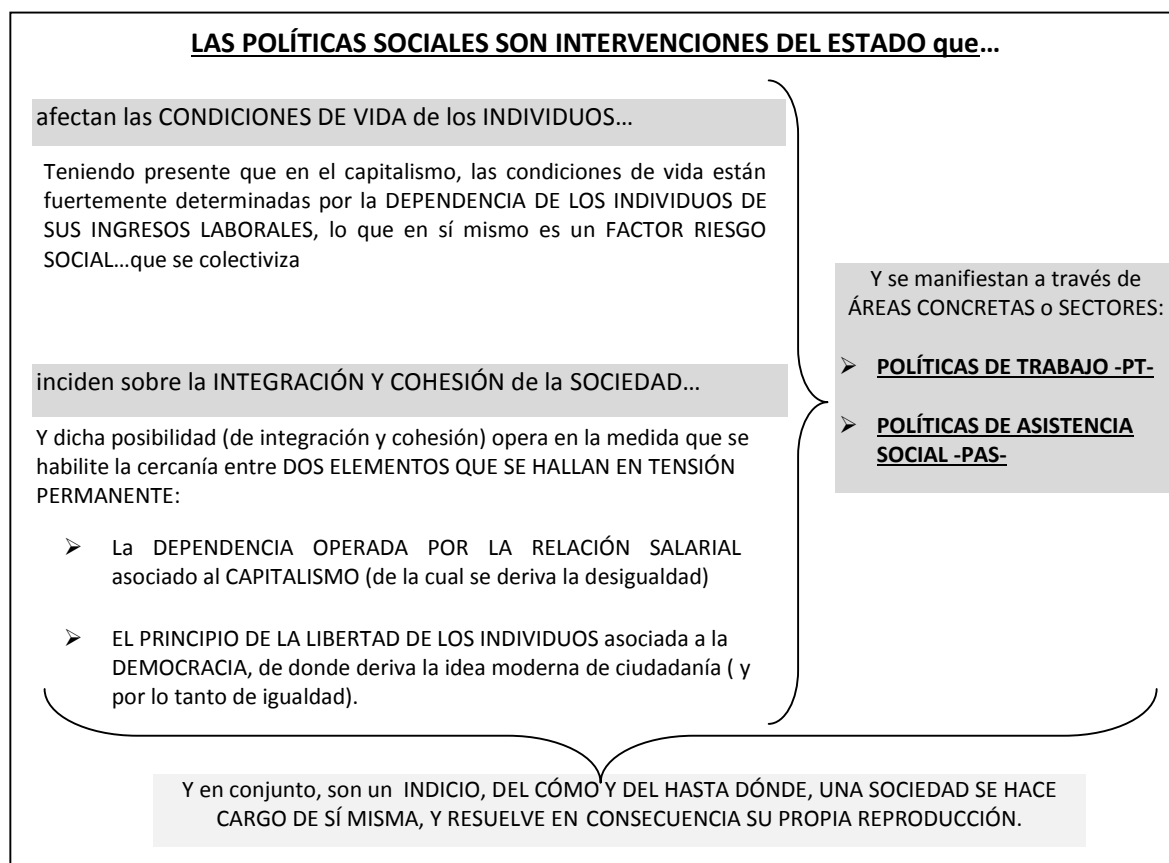 LAS POLÍTICAS SOCIALES SON INTERVENCIONES DEL ESTADO que…
afectan las CONDICIONES DE VIDA de los INDIVIDUOS…
Teniendo presente que en el capitalismo, las condiciones de vida están
fuertemente determinadas por la DEPENDENCIA DE LOS INDIVIDUOS DE
SUS INGRESOS LABORALES, lo que en sí mismo es un FACTOR RIESGO
SOCIAL…que se colectiviza
inciden sobre la INTEGRACIÓN Y COHESIÓN de la SOCIEDAD…
Y dicha posibilidad (de integración y cohesión) opera en la medida que se
habilite la cercanía entre DOS ELEMENTOS QUE SE HALLAN EN TENSIÓN
PERMANENTE:
➢ La DEPENDENCIA OPERADA POR LA RELACIÓN SALARIAL
asociado al CAPITALISMO (de la cual se deriva la desigualdad)
➢ EL PRINCIPIO DE LA LIBERTAD DE LOS INDIVIDUOS asociada a la
DEMOCRACIA, de donde deriva la idea moderna de ciudadanía ( y
por lo tanto de igualdad).
Y se manifiestan a través de
ÁREAS CONCRETAS o SECTORES:
➢ POLÍTICAS DE TRABAJO -PT-
➢ POLÍTICAS DE ASISTENCIA
SOCIAL -PAS-
Y en conjunto, son un INDICIO, DEL CÓMO Y DEL HASTA DÓNDE, UNA SOCIEDAD SE HACE
CARGO DE SÍ MISMA, Y RESUELVE EN CONSECUENCIA SU PROPIA REPRODUCCIÓN.